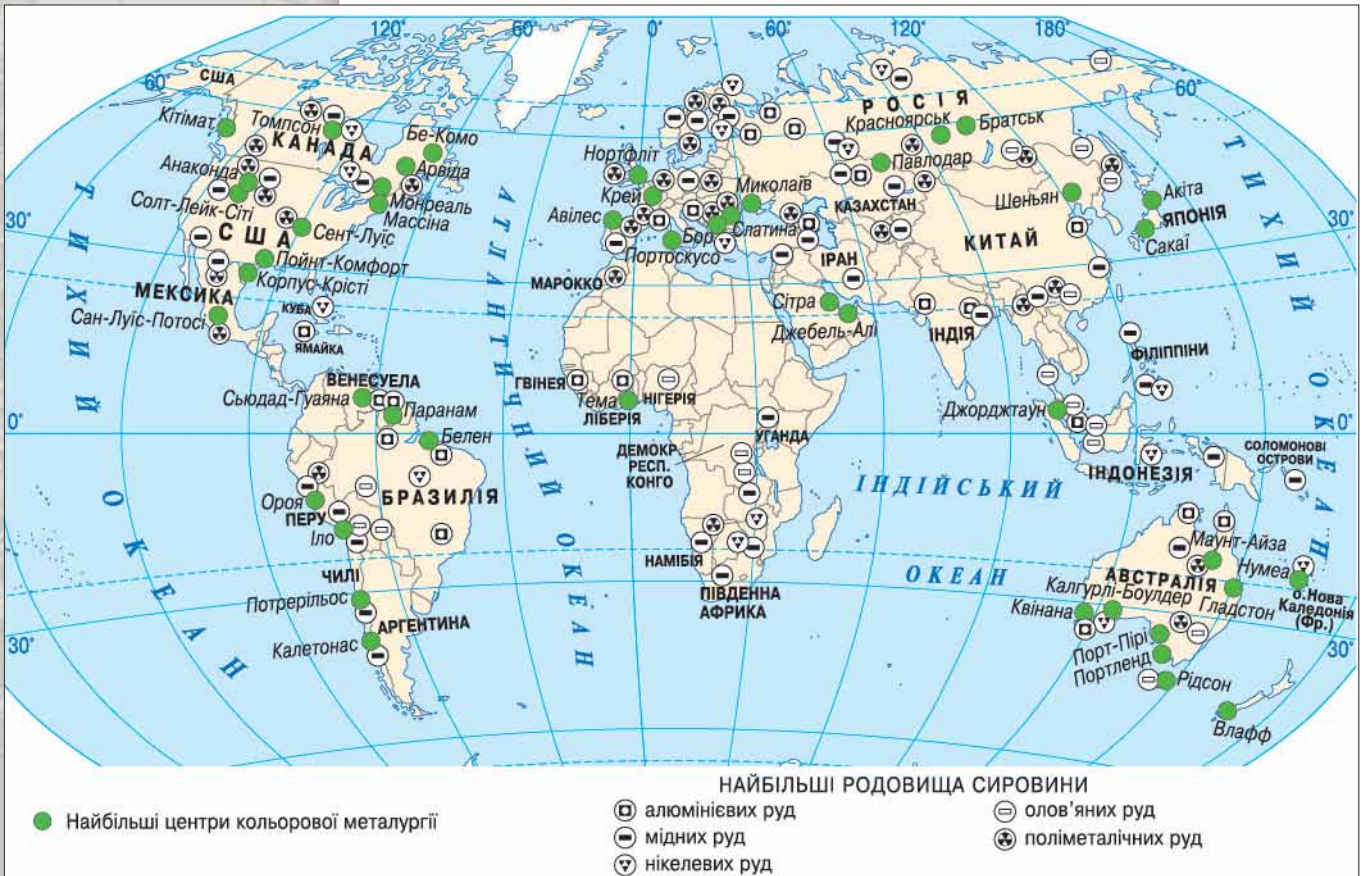 120°
60°
0°
60°
120°
180°
60°
60°
30°
30°
0°
0°
30°
30°
США
Кітімат
Томпсон
КАНАДА
Бе-Комо
Арвіда
Анаконда
Монреаль
Массіна
Солт-Лейк-Сіті
США
Сент-Луїс
Пойнт-Комфорт
Корпус-Крісті
МЕКСИКА
Сан-Луїс-Потосі
КУБА
ЯМАЙКА
ТИХИЙ
ОКЕАН
АТЛАНТИЧНИЙ ОКЕАН
ВЕНЕСУЕЛА
Сьюдад-Гуаяна
Паранам
Белен
БРАЗИЛІЯ
Ороя
ПЕРУ
Іло
ЧИЛІ
Потрерільос
АРГЕНТИНА
Калетонас
Нортфліт
Крей
Авілес
Миколаїв
Бор
Слатина
Портоскусо
МАРОККО
РОСІЯ
Красноярськ
Братськ
Павлодар
КАЗАХСТАН
Шеньян
Акіта
ЯПОНІЯ
Сакаї
КИТАЙ
ІРАН
Сітра
Джебель-Алі
ІНДІЯ
ФІЛІППІНИ
ГВІНЕЯ
Тема
НІГЕРІЯ
ЛІБЕРІЯ
ДЕМОКР.
РЕСП.
КОНГО
УГАНДА
НАМІБІЯ
ПІВДЕННА
АФРИКА
Джорджтаун
ІНДОНЕЗІЯ
СОЛОМОНОВІ
ОСТРОВИ
ІНДІЙСЬКИЙ
ОКЕАН
ТИХИЙ ОКЕАН
Маунт-Айза
Нумеа
АВСТРАЛІЯ
Калгурлі-Боулдер
Гладстон
о.Нова
Каледонія
(Фр.)
Квінана
Порт-Пірі
Портленд
Рідсон
Влафф
НАЙБІЛЬШІ РОДОВИЩА СИРОВИНИ
Найбільші центри кольорової металургії
алюмінієвих руд
мідних руд
нікелевих руд
олов'яних руд
поліметалічних руд